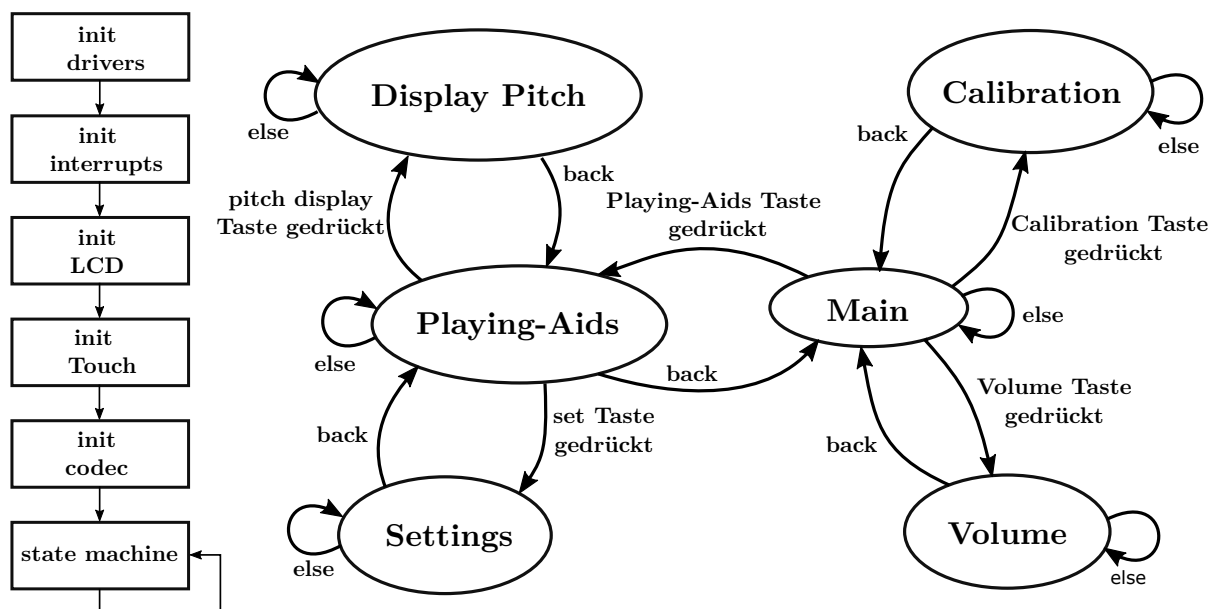 init
drivers
init
interrupts
init
LCD
init
Touch
init
codec
state machine
Display Pitch
else
back
pitch display
Taste gedrückt
Playing-Aids Taste
gedrückt
Calibration
back
else
Calibration Taste
gedrückt
Playing-Aids
else
Main
else
back
set Taste
gedrückt
back
Volume Taste
gedrückt
back
Settings
else
Volume
else